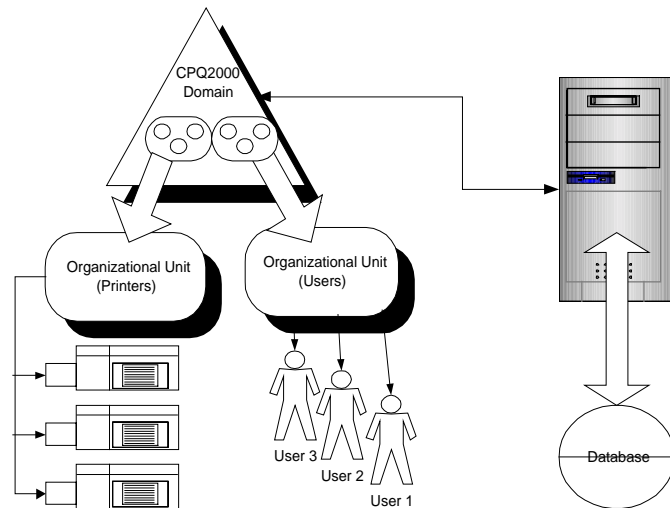 CPQ2000
Domain
Organizational Unit
(Printers)
Organizational Unit
(Users)
User 3
User 2
User 1
Database